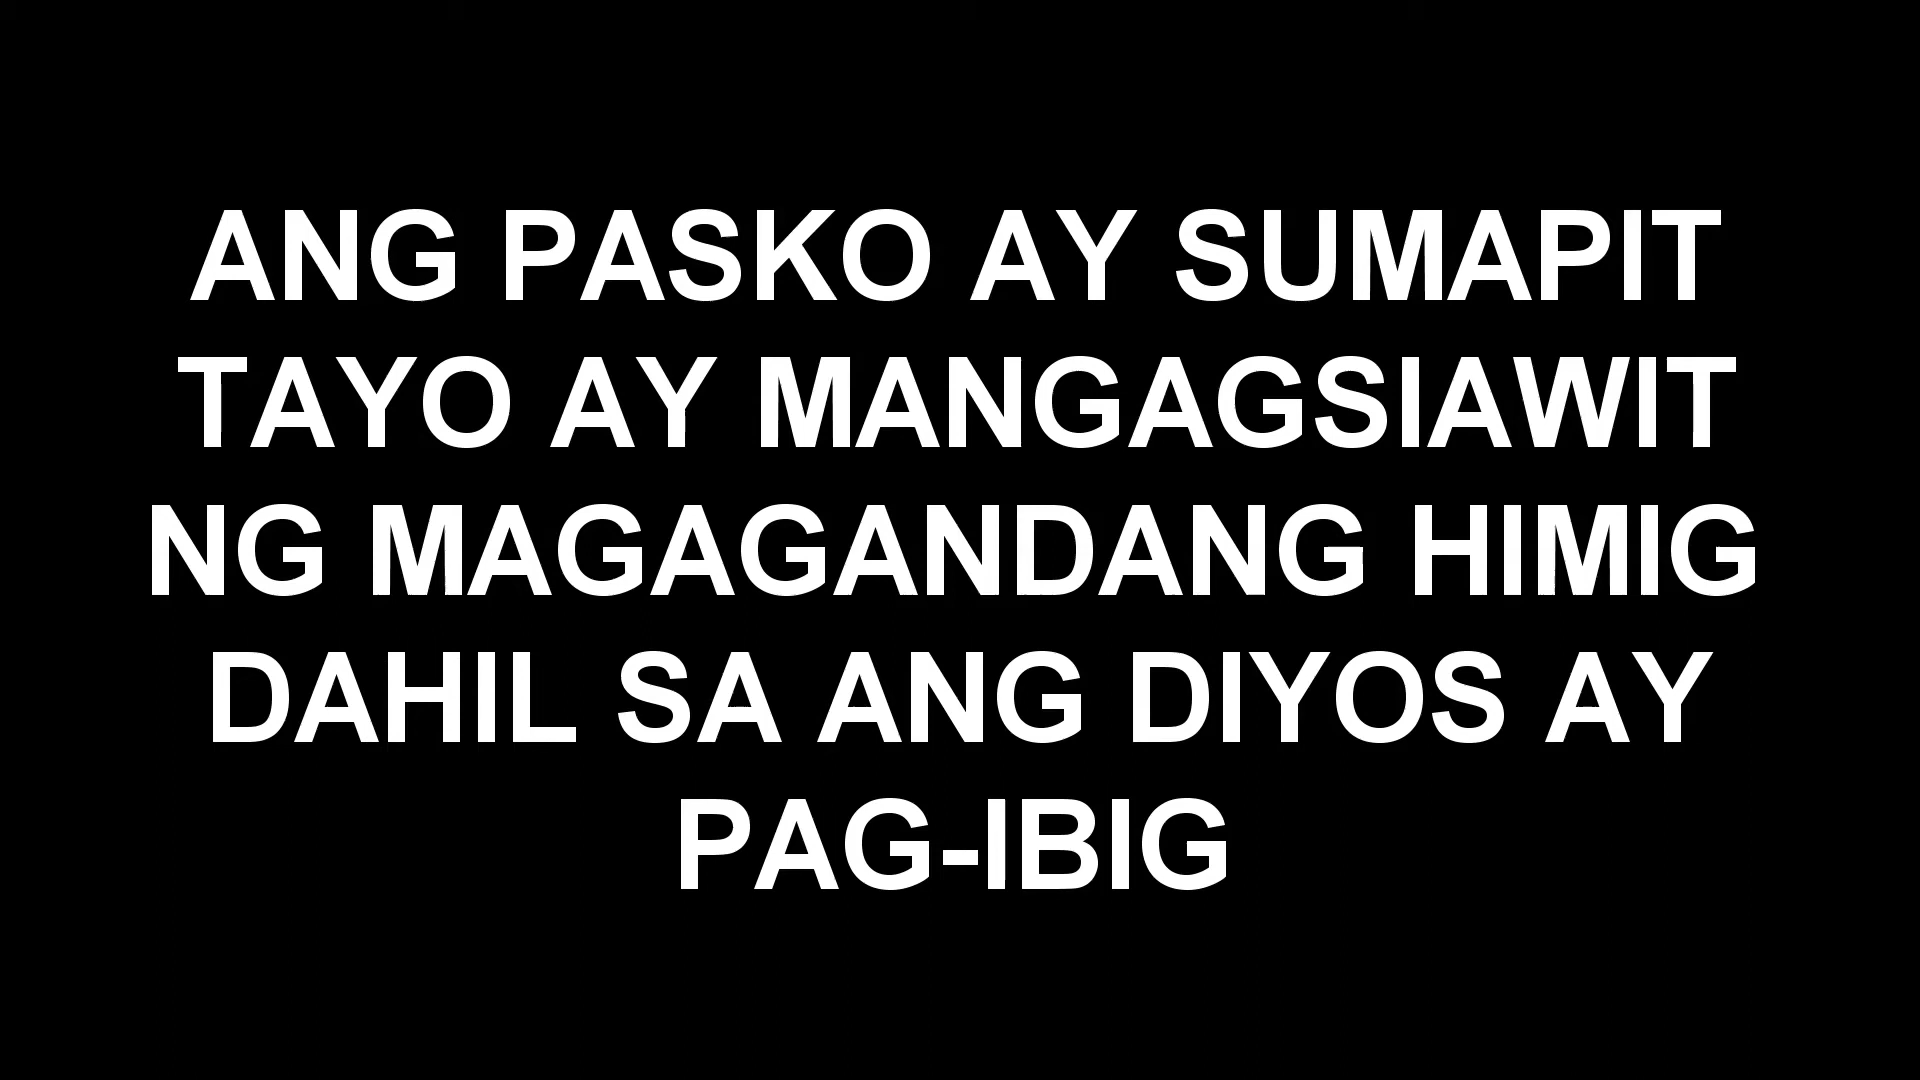 ANG PASKO AY SUMAPIT
TAYO AY MANGAGSIAWIT
NG MAGAGANDANG HIMIG
DAHIL SA ANG DIYOS AY
PAG-IBIG